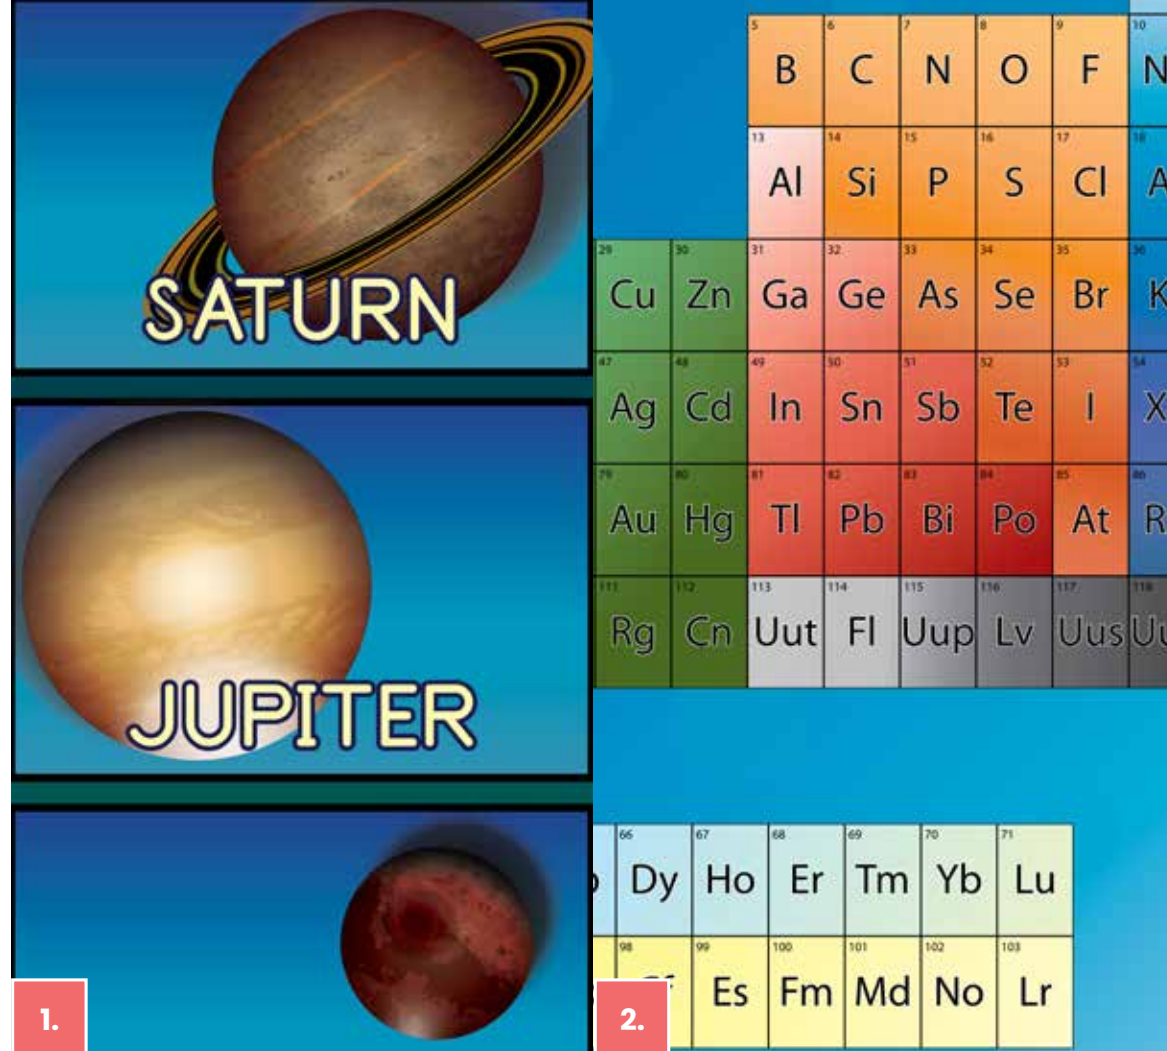 SATURN
JUPITER
1.
5 6 7 8 9 10
B C N O F N
13 14 15 16 17 18
Al Si P S Cl A
29 30 31 32 33 34 35 36
Cu Zn Ga Ge As Se Br K
47 48 49 50 51 52 53 54
Ag Cd In Sn Sb Te I X
79 80 81 82 83 84 85 86
Au Hg Tl Pb Bi Po At R
111 112 113 114 115 116 117 118
Rg Cn Uut Fl Uup Lv Uus Uu
66 67 68 69 70 71
Dy Ho Er Tm Yb Lu
98 99 100 101 102 103
Es Fm Md No Lr
2.